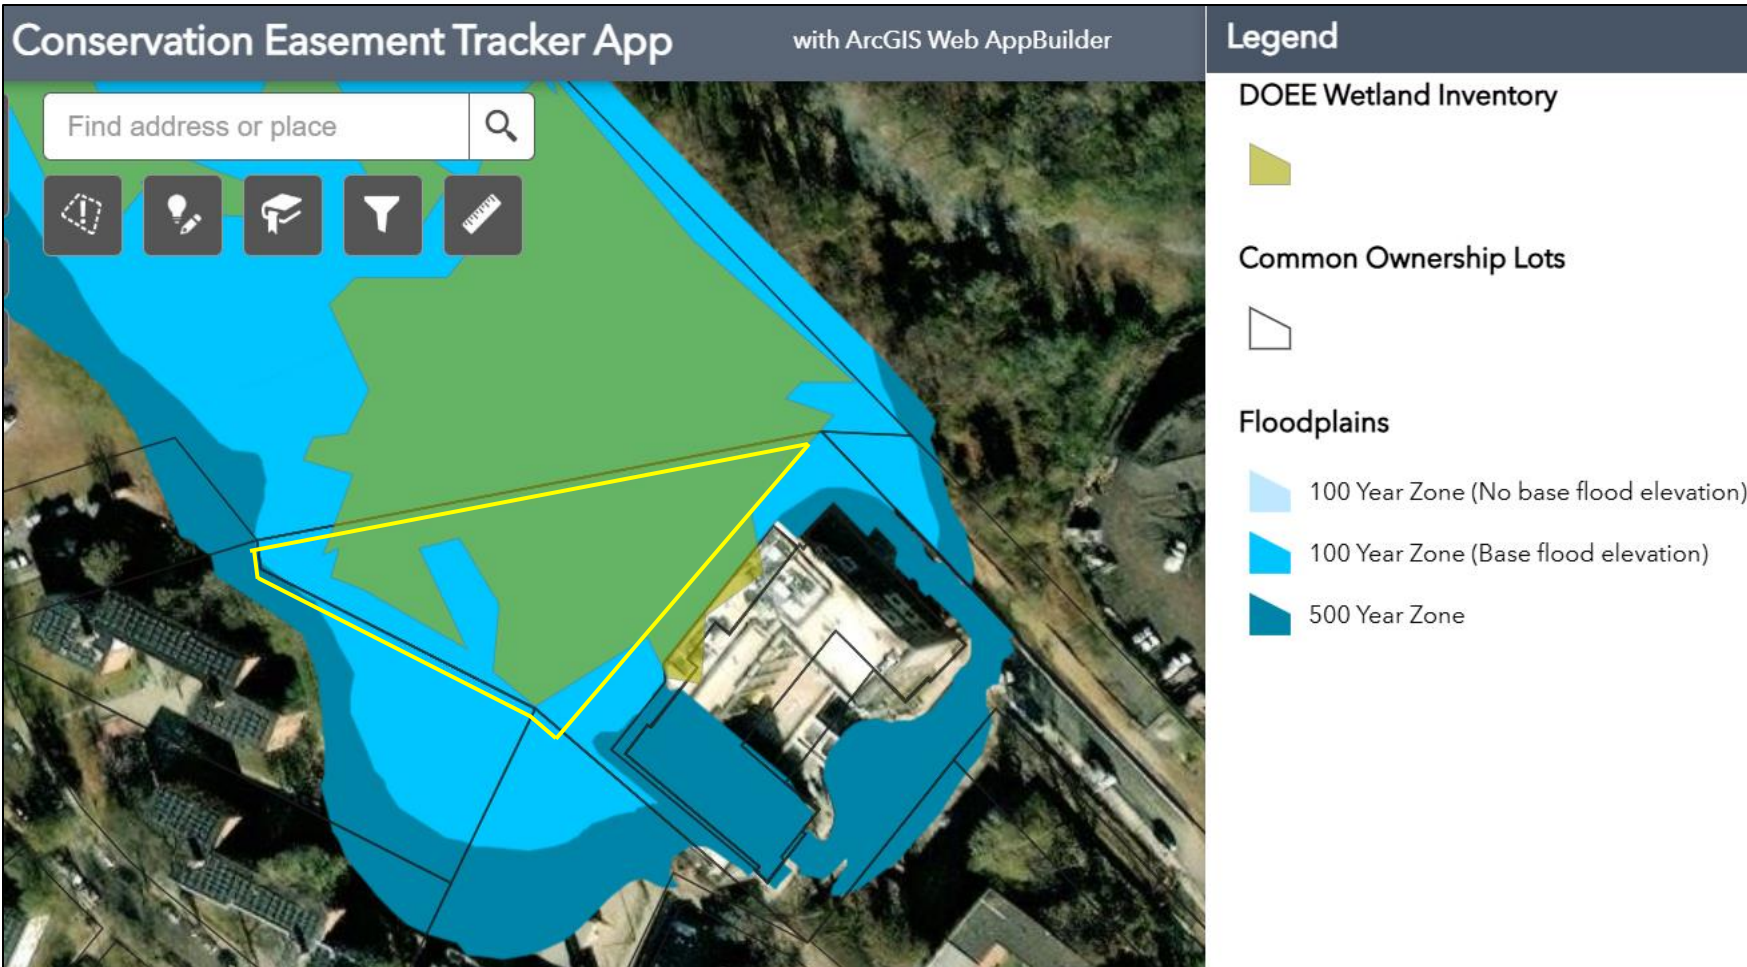 Conservation Easement Tracker App
with ArcGIS Web AppBuilder
Legend
Find address or place
DOEE Wetland Inventory
Common Ownership Lots
Floodplains
100 Year Zone (No base flood elevation)
100 Year Zone (Base flood elevation)
500 Year Zone